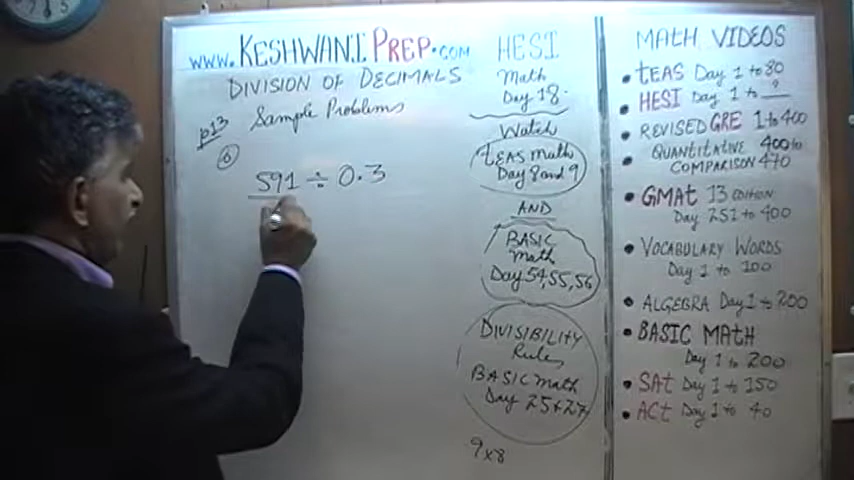 www.KESHWANI PREP.COM
DIVISION OF DECIMALS
Sample Problems
p13
6
591 ÷ 0.3
HESI
Math
Day 18.
Watch
TEAS Math
Day 8 and 9
AND
BASIC
Math
Day 54,55,56
DIVISIBILITY
Rules
BASIC Math
Day 25+27
9x8
MATH VIDEOS
• TEAS Day 1 to 80
• HESI Day 1 to ?
• REVISED GRE 1 to 400
• QUANTITATIVE 400 to
COMPARISON 470
• GMAT 13 EDITION
Day 251 to 400
• VOCABULARY WORDS
Day 1 to 100
• ALGEBRA Day 1 to 200
• BASIC MATH
Day 1 to 200
• SAT Day 1 to 150
• ACT Day 1 to 40